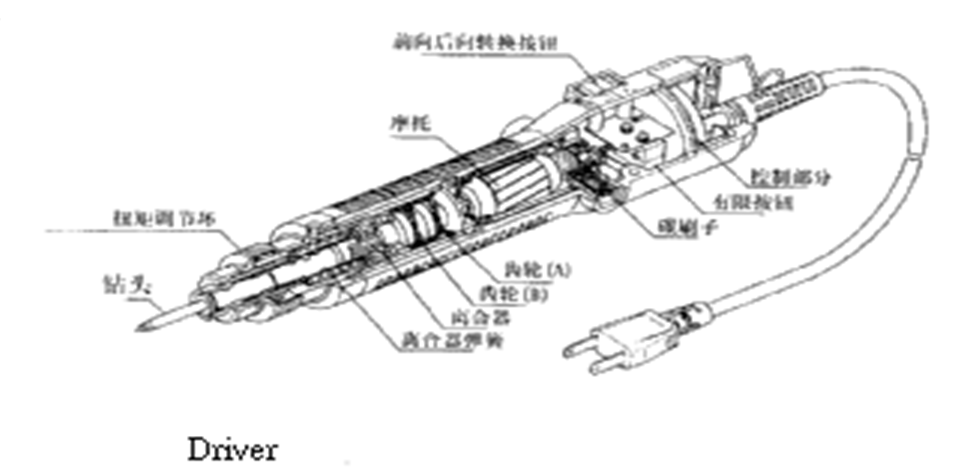 前向后向转换按钮
摩托
控制部分
有限按钮
碳刷子
扭矩调节环
齿轮(A)
钻头
齿轮(B)
离合器
离合器弹簧
Driver